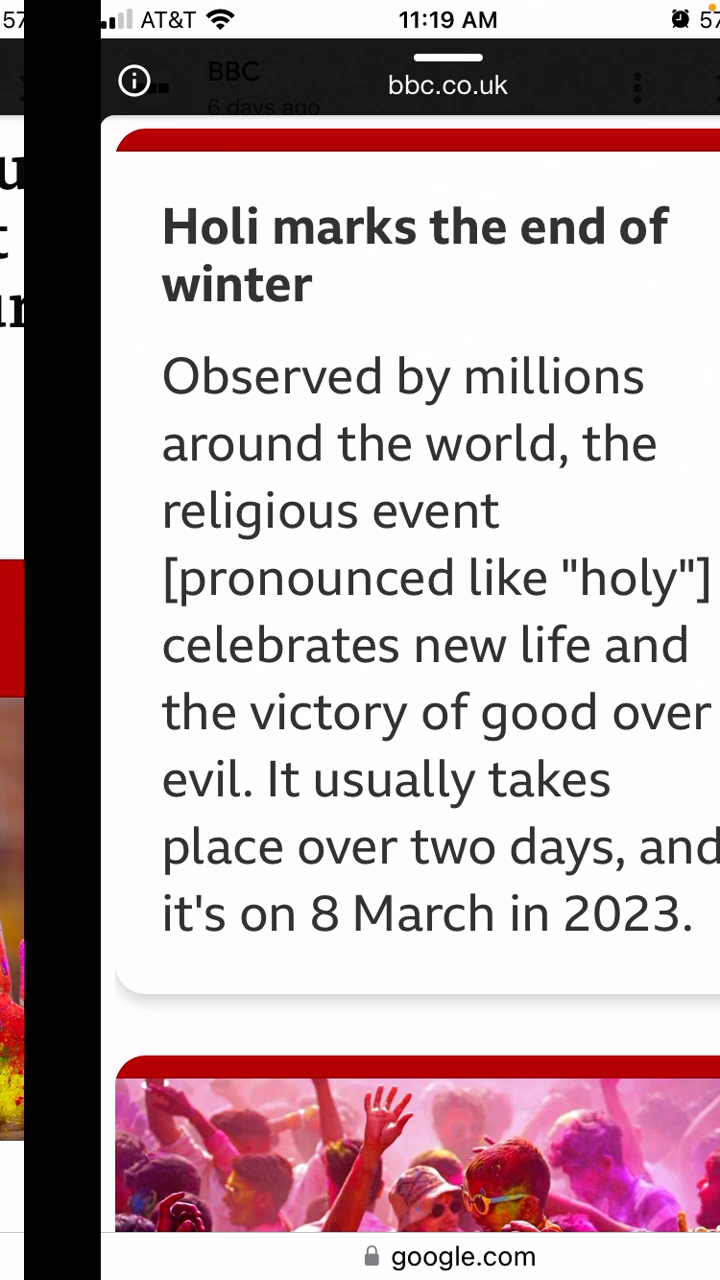 57
AT&T
11:19 AM
57
BBC
bbc.co.uk
6 days ago
Holi marks the end of
winter
Observed by millions
around the world, the
religious event
[pronounced like "holy"]
celebrates new life and
the victory of good over
evil. It usually takes
place over two days, and
it's on 8 March in 2023.
google.com